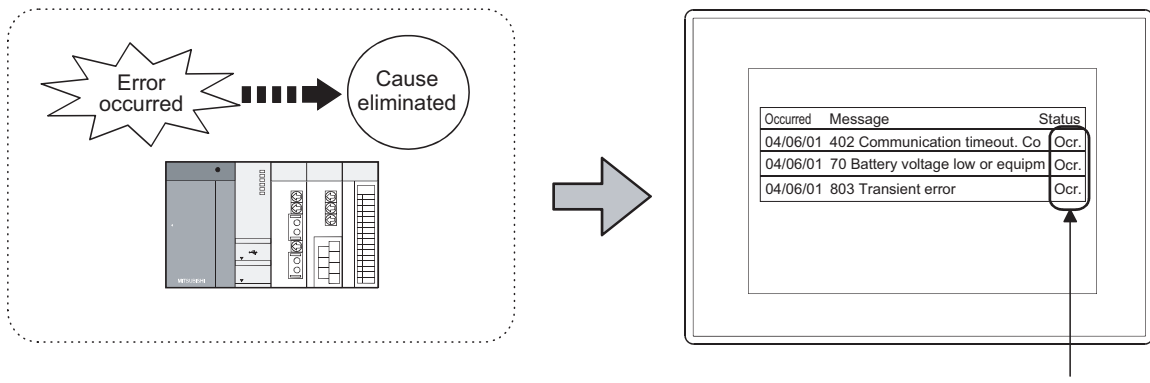 Error
occurred
Cause
eliminated
MITSUBISHI
Occurred Message Status
04/06/01 402 Communication timeout. Co Ocr.
04/06/01 70 Battery voltage low or equipm Ocr.
04/06/01 803 Transient error Ocr.